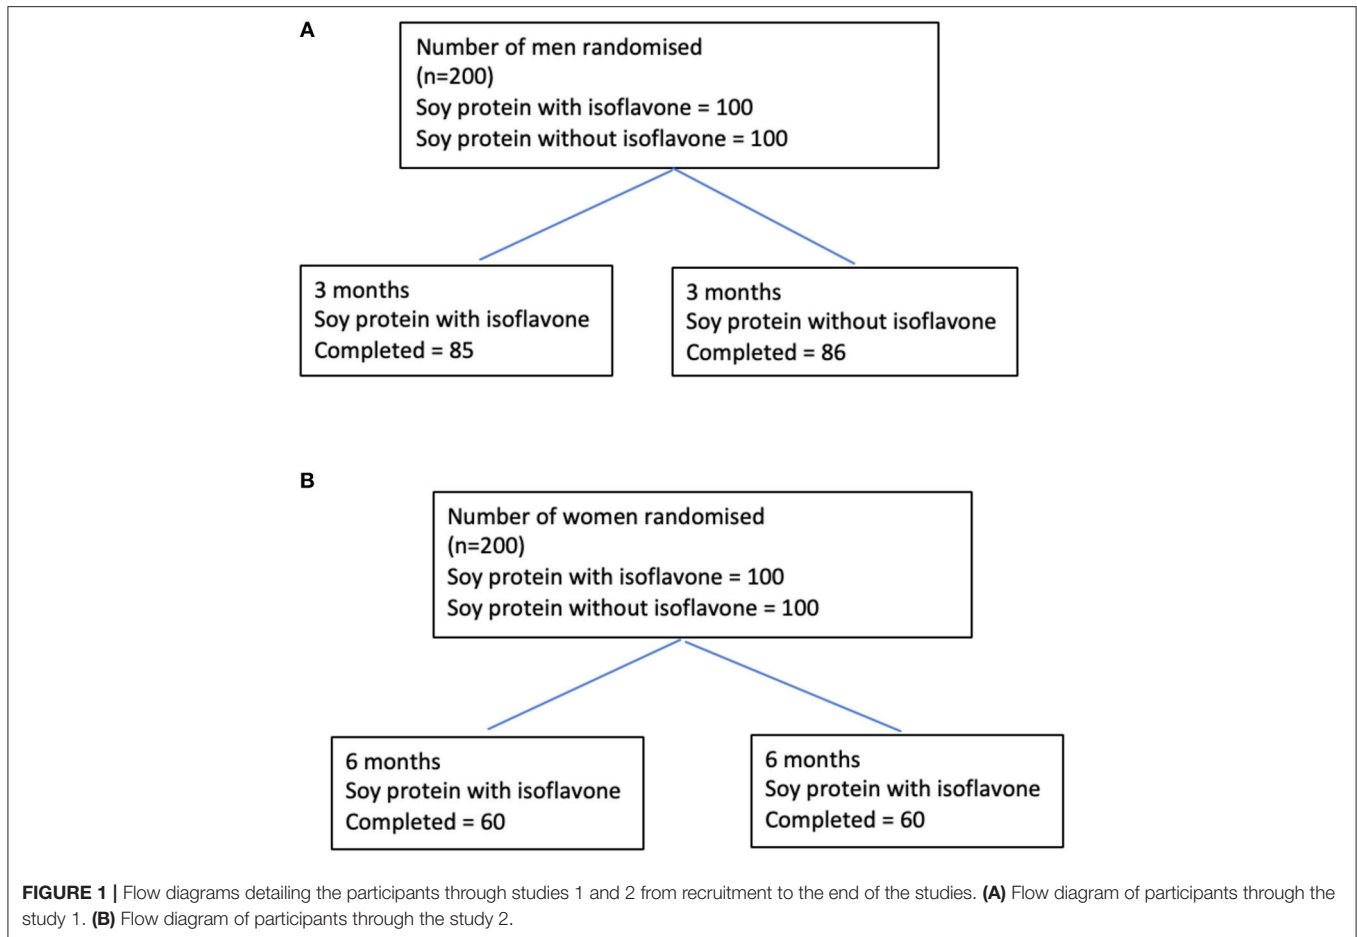 A
Number of men randomised
(n=200)
Soy protein with isoflavone = 100
Soy protein without isoflavone = 100
3 months
Soy protein with isoflavone
Completed = 85
3 months
Soy protein without isoflavone
Completed = 86
B
Number of women randomised
(n=200)
Soy protein with isoflavone = 100
Soy protein without isoflavone = 100
6 months
Soy protein with isoflavone
Completed = 60
6 months
Soy protein with isoflavone
Completed = 60
FIGURE 1 | Flow diagrams detailing the participants through studies 1 and 2 from recruitment to the end of the studies. (A) Flow diagram of participants through the
study 1. (B) Flow diagram of participants through the study 2.